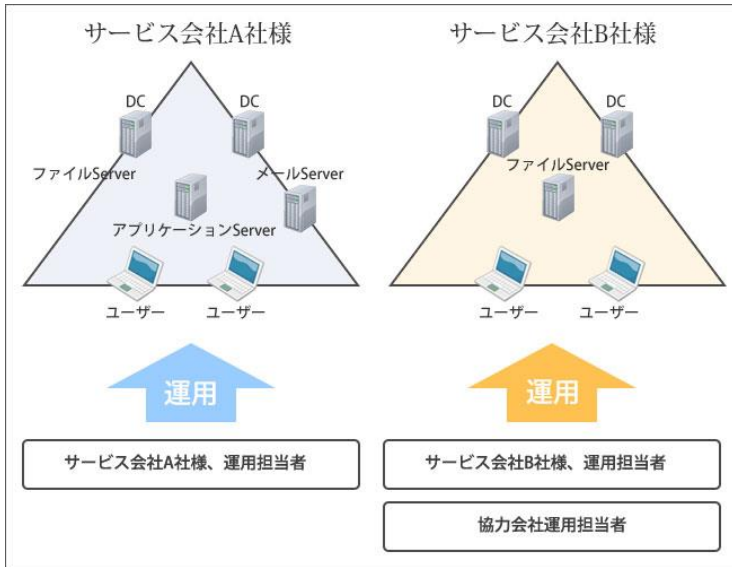 サービス会社A社様
DC
DC
ファイルServer
メールServer
アプリケーションServer
ユーザー
ユーザー
運用
サービス会社A社様、運用担当者
サービス会社B社様
DC
DC
ファイルServer
ユーザー
ユーザー
運用
サービス会社B社様、運用担当者
協力会社運用担当者